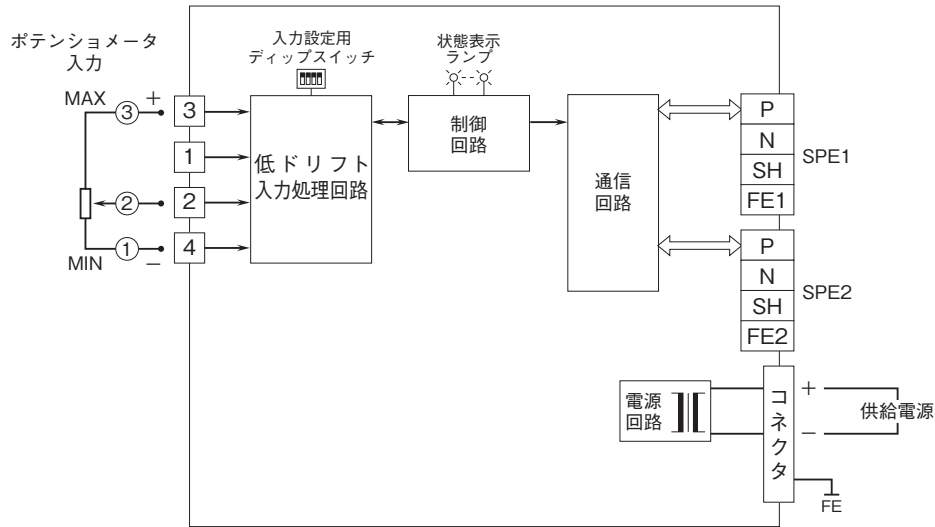 ポテンショメータ
入力
MAX
③
+
②
①
MIN
−
3
1
2
4
入力設定用
ディップスイッチ
低ドリフト
入力処理回路
状態表示
ランプ
制御
回路
通信
回路
P
N
SH
FE1
SPE1
P
N
SH
FE2
SPE2
電源
回路
コネクタ
+
−
供給電源
FE